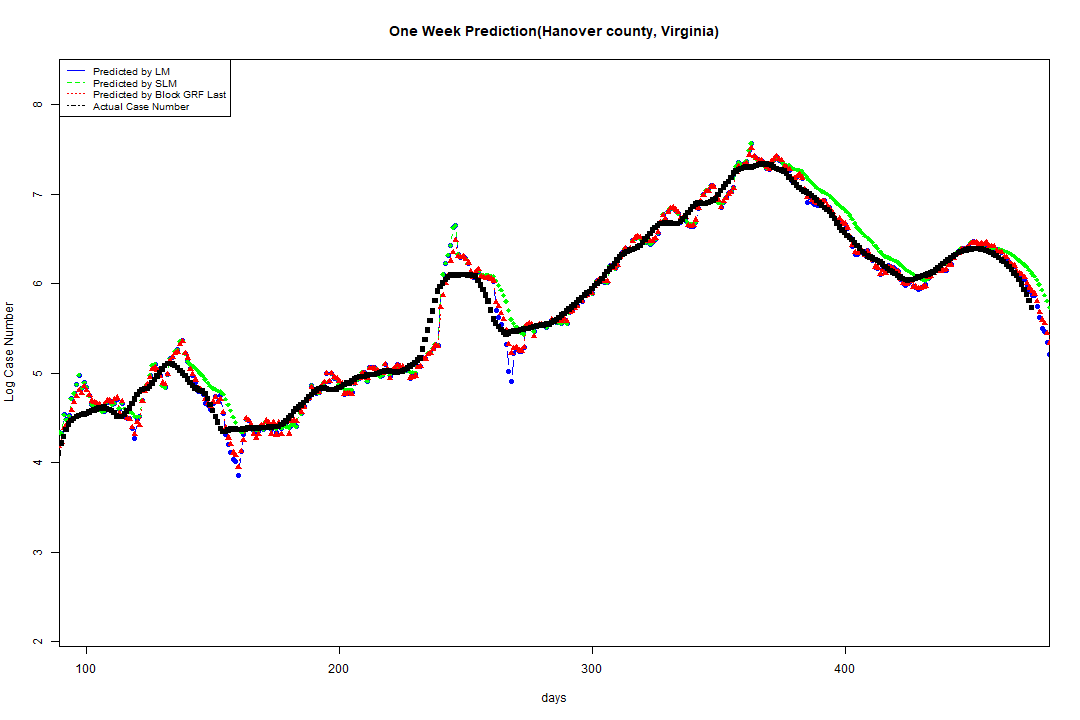 One Week Prediction(Hanover county, Virginia)
Predicted by LM
Predicted by SLM
Predicted by Block GRF Last
Actual Case Number
8
7
6
5
4
3
2
Log Case Number
100 200 300 400
days